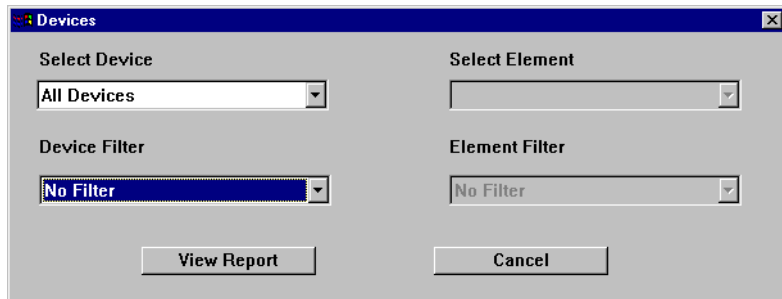 Devices
Select Device
Select Element
All Devices
Device Filter
Element Filter
No Filter
No Filter
View Report
Cancel